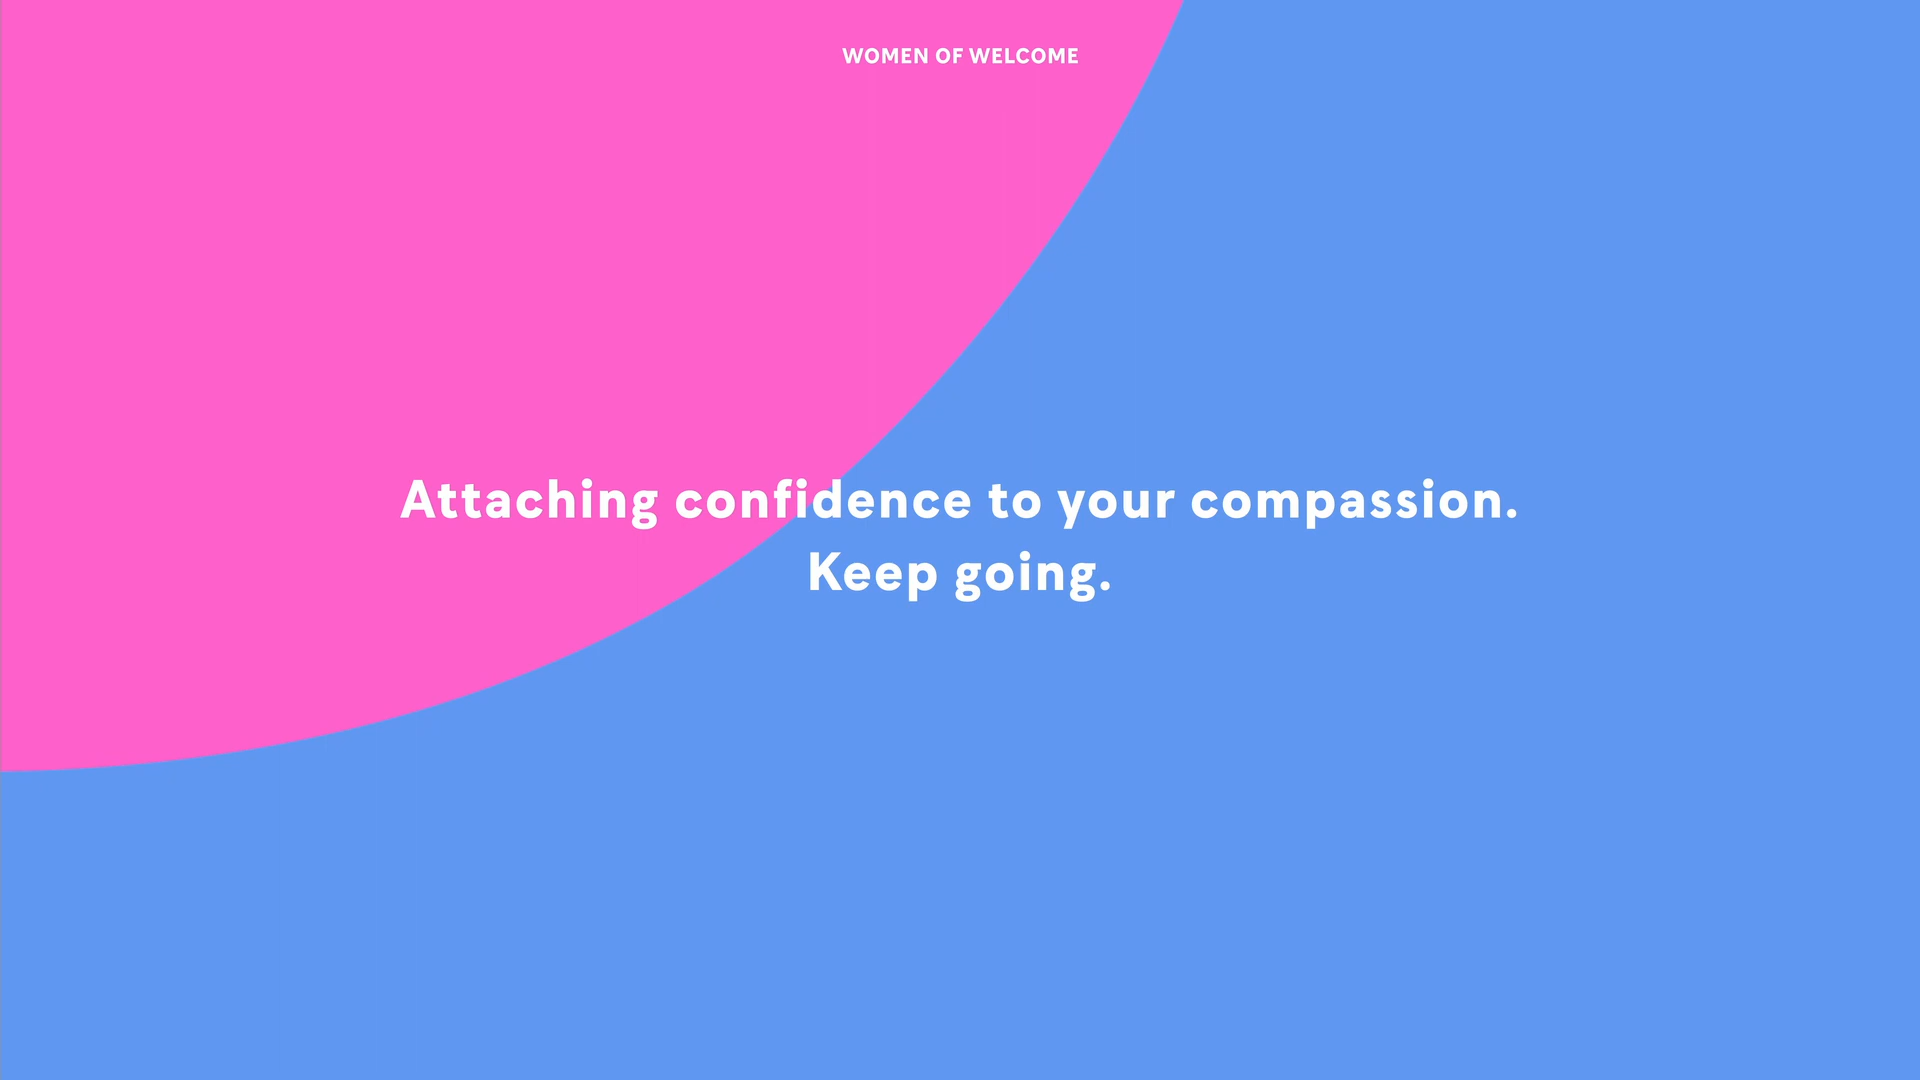 WOMEN OF WELCOME
Attaching confidence to your compassion.
Keep going.